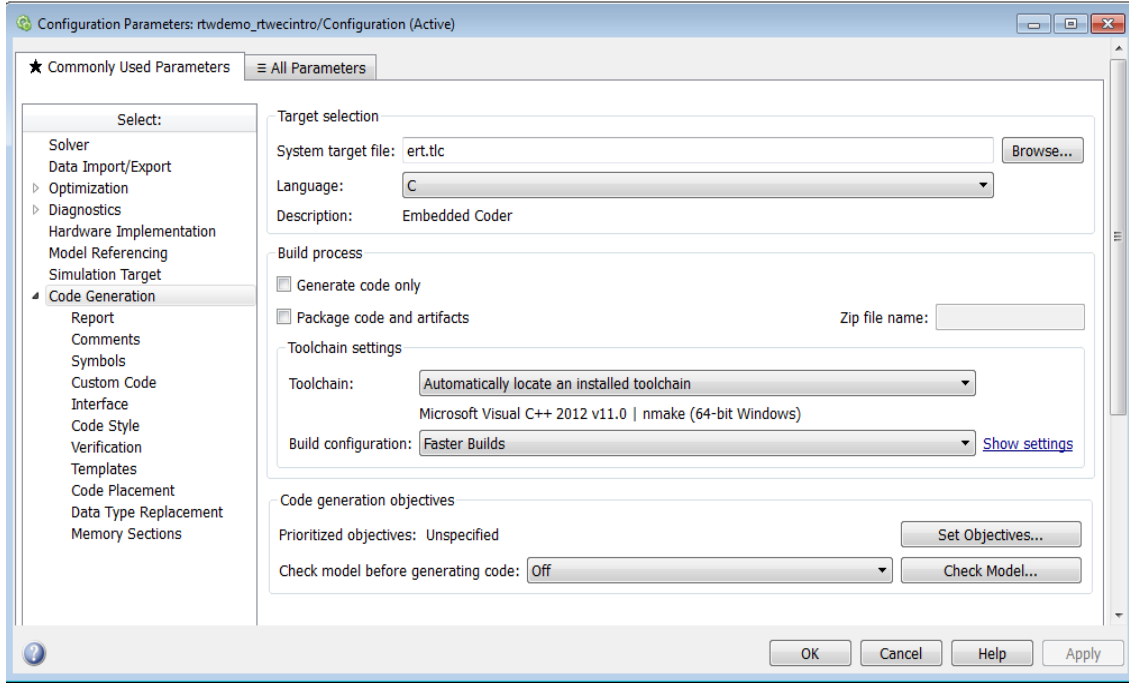 Configuration Parameters: rtwdemo_rtwecintro/Configuration (Active)
★ Commonly Used Parameters
≡ All Parameters
Select:
Solver
Data Import/Export
Optimization
Diagnostics
Hardware Implementation
Model Referencing
Simulation Target
Code Generation
Report
Comments
Symbols
Custom Code
Interface
Code Style
Verification
Templates
Code Placement
Data Type Replacement
Memory Sections
Target selection
System target file: ert.tlc Browse...
Language: C
Description: Embedded Coder
Build process
Generate code only
Package code and artifacts Zip file name:
Toolchain settings
Toolchain: Automatically locate an installed toolchain
Microsoft Visual C++ 2012 v11.0 | nmake (64-bit Windows)
Build configuration: Faster Builds Show settings
Code generation objectives
Prioritized objectives: Unspecified Set Objectives...
Check model before generating code: Off Check Model...
? OK Cancel Help Apply